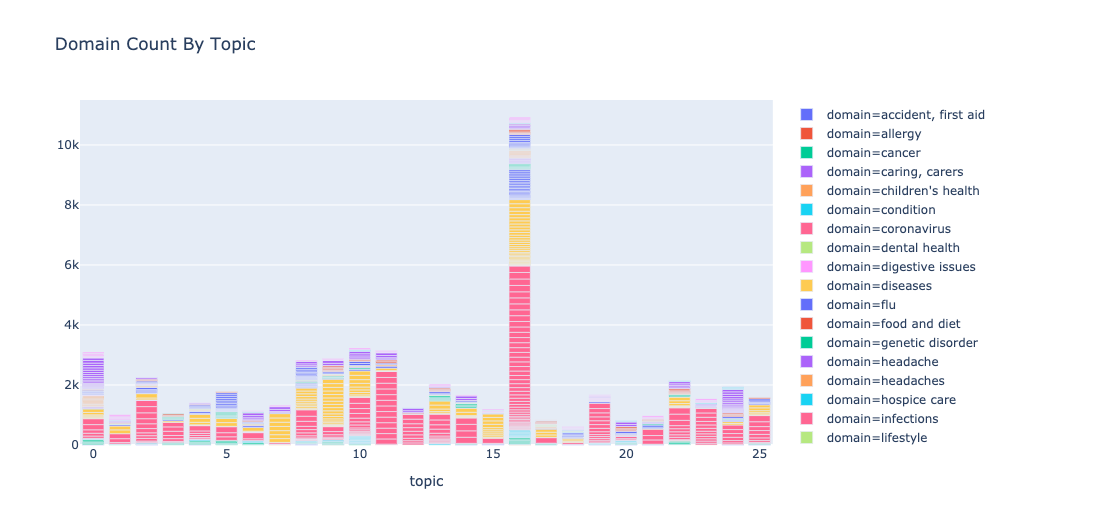 Domain Count By Topic
10k
8k
6k
4k
2k
0
0
5
10
15
20
25
topic
domain=accident, first aid
domain=allergy
domain=cancer
domain=caring, carers
domain=children's health
domain=condition
domain=coronavirus
domain=dental health
domain=digestive issues
domain=diseases
domain=flu
domain=food and diet
domain=genetic disorder
domain=headache
domain=headaches
domain=hospice care
domain=infections
domain=lifestyle